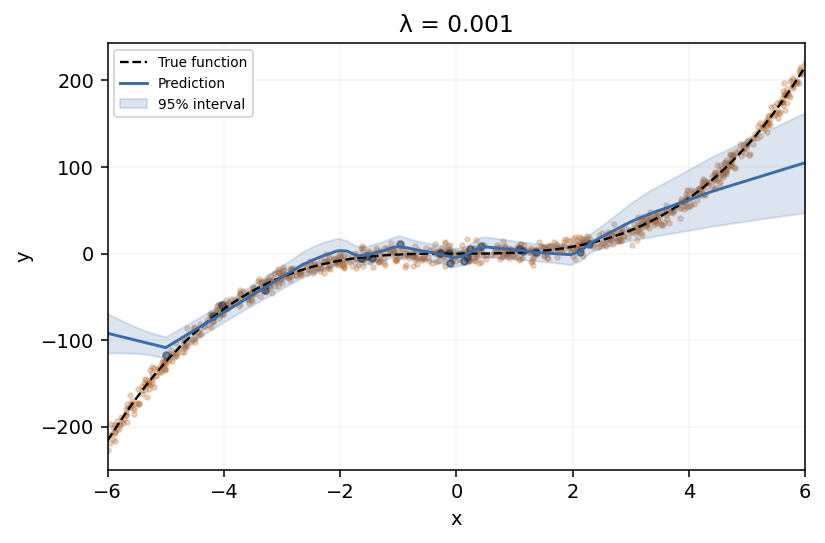 λ = 0.001
True function
Prediction
95% interval
200
100
0
−100
−200
y
−6 −4 −2 0 2 4 6
x